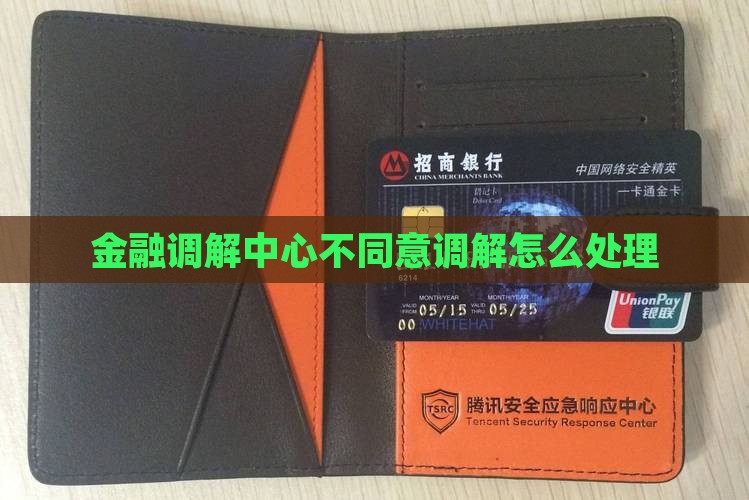 招商银行
CHINA MERCHANTS BANK
中国网络安全精英
借记卡
Debit Card
一卡通金卡
金融调解中心不同意调解怎么处理
6214
MONTH/YEAR MONTH/YEAR
VALID FROM 05/15 VALID THRU 05/25
00 WHITEHAT
UnionPay
银联
TSRC
腾讯安全应急响应中心
Tencent Security Response Center